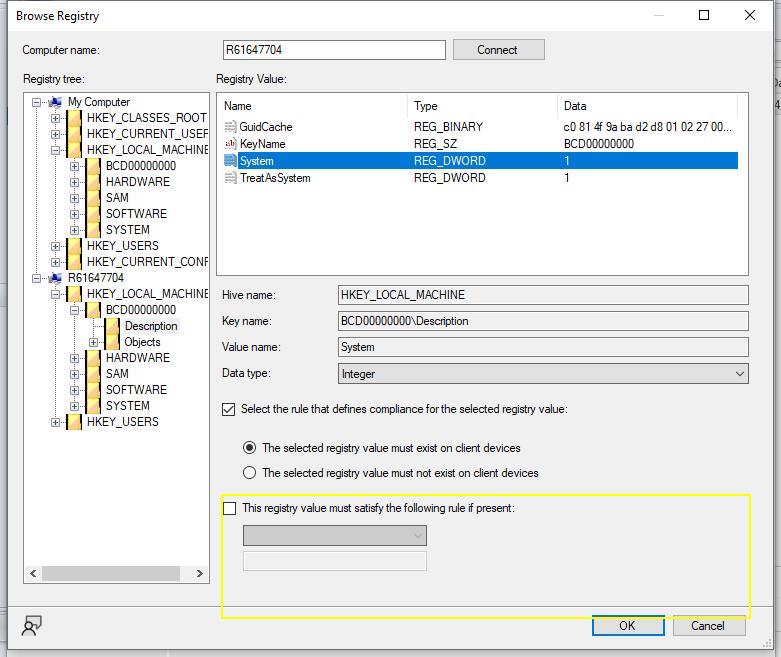 Browse Registry
Computer name:
R61647704
Connect
Registry tree:
My Computer
HKEY_CLASSES_ROOT
HKEY_CURRENT_USEF
HKEY_LOCAL_MACHINE
BCD00000000
HARDWARE
SAM
SOFTWARE
SYSTEM
HKEY_USERS
HKEY_CURRENT_CONF
R61647704
HKEY_LOCAL_MACHINE
BCD00000000
Description
Objects
HARDWARE
SAM
SOFTWARE
SYSTEM
HKEY_USERS
Registry Value:
Name Type Data
GuidCache REG_BINARY c0 81 4f 9a ba d2 d8 01 02 27 00...
ab KeyName REG_SZ BCD00000000
System REG_DWORD 1
TreatAsSystem REG_DWORD 1
Hive name: HKEY_LOCAL_MACHINE
Key name: BCD00000000\Description
Value name: System
Data type: Integer
Select the rule that defines compliance for the selected registry value:
The selected registry value must exist on client devices
The selected registry value must not exist on client devices
This registry value must satisfy the following rule if present:
OK
Cancel